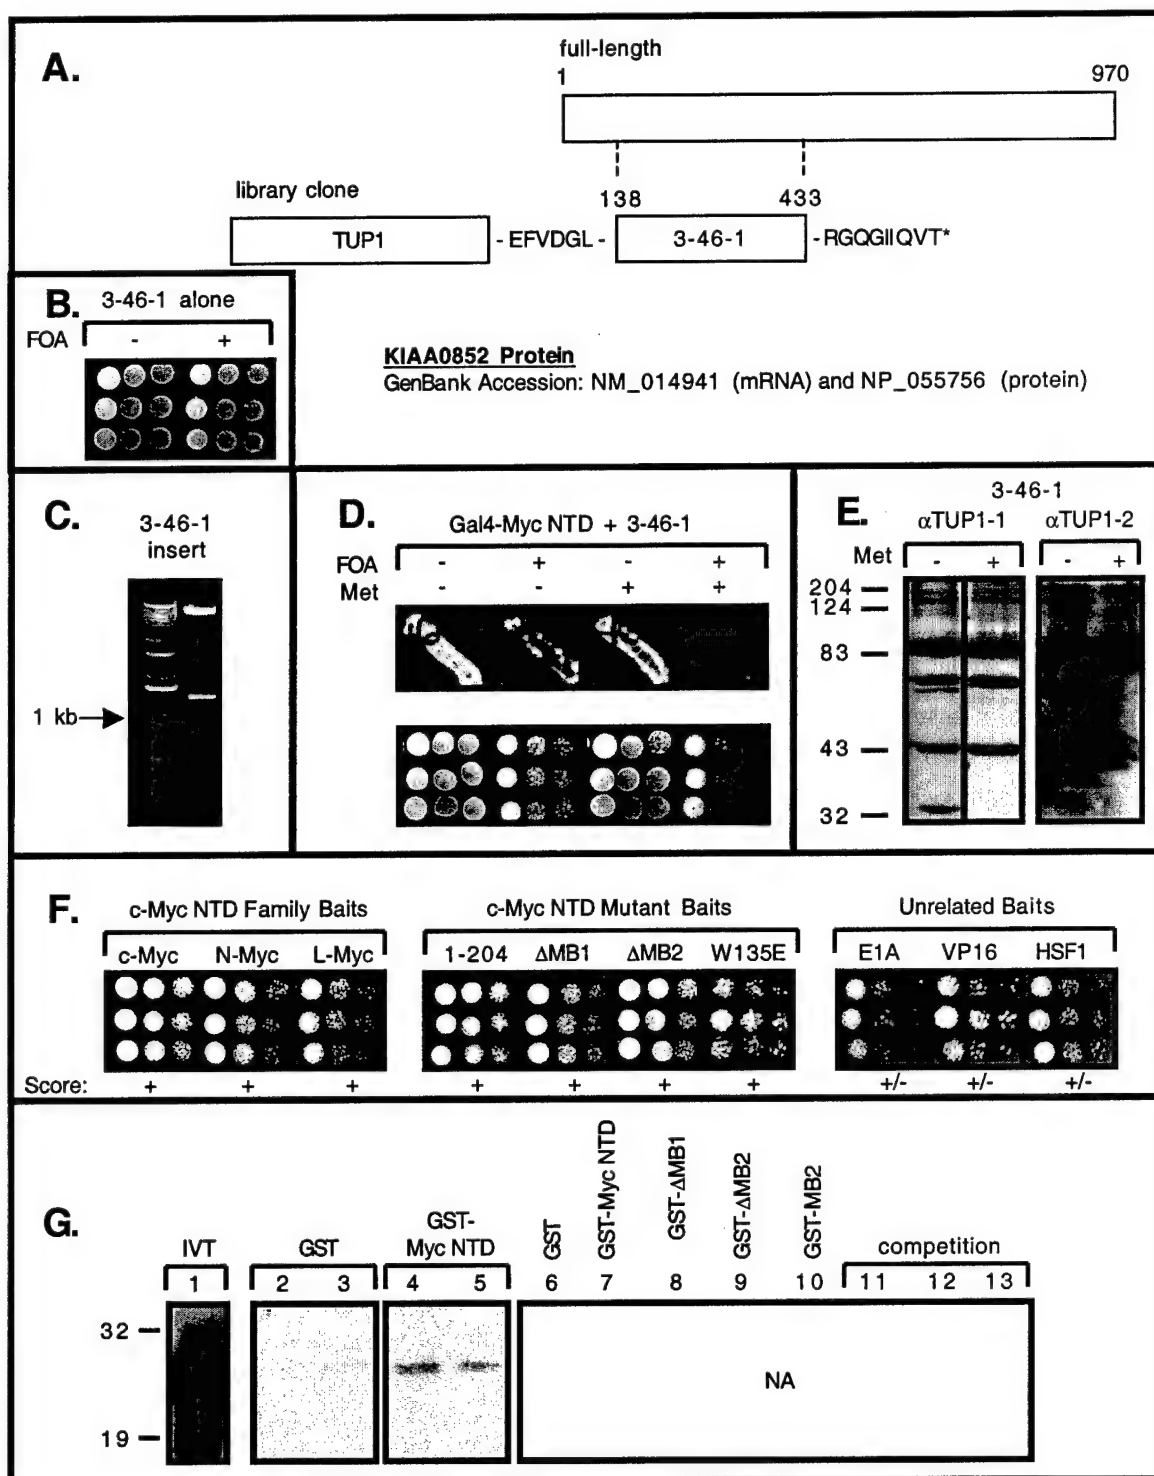 A.
full-length
1 970
138 433
library clone
TUP1 - EFVDGL - 3-46-1 - RGQGIIQVT*
B.
3-46-1 alone
FOA - +
KIAA0852 Protein
GenBank Accession: NM_014941 (mRNA) and NP_055756 (protein)
C.
3-46-1
insert
1 kb
D.
Gal4-Myc NTD + 3-46-1
FOA - + - +
Met - - + +
E.
3-46-1
αTUP1-1 αTUP1-2
Met - + - +
204
124
83
43
32
F.
c-Myc NTD Family Baits
c-Myc N-Myc L-Myc
c-Myc NTD Mutant Baits
1-204 ΔMB1 ΔMB2 W135E
Unrelated Baits
E1A VP16 HSF1
Score: + + + + + + + +/- +/- +/-
G.
IVT
1
GST
2 3
GST-
Myc NTD
4 5
GST
6
GST-Myc NTD
7
GST-ΔMB1
8
GST-ΔMB2
9
GST-MB2
10
competition
11 12 13
32
19
NA